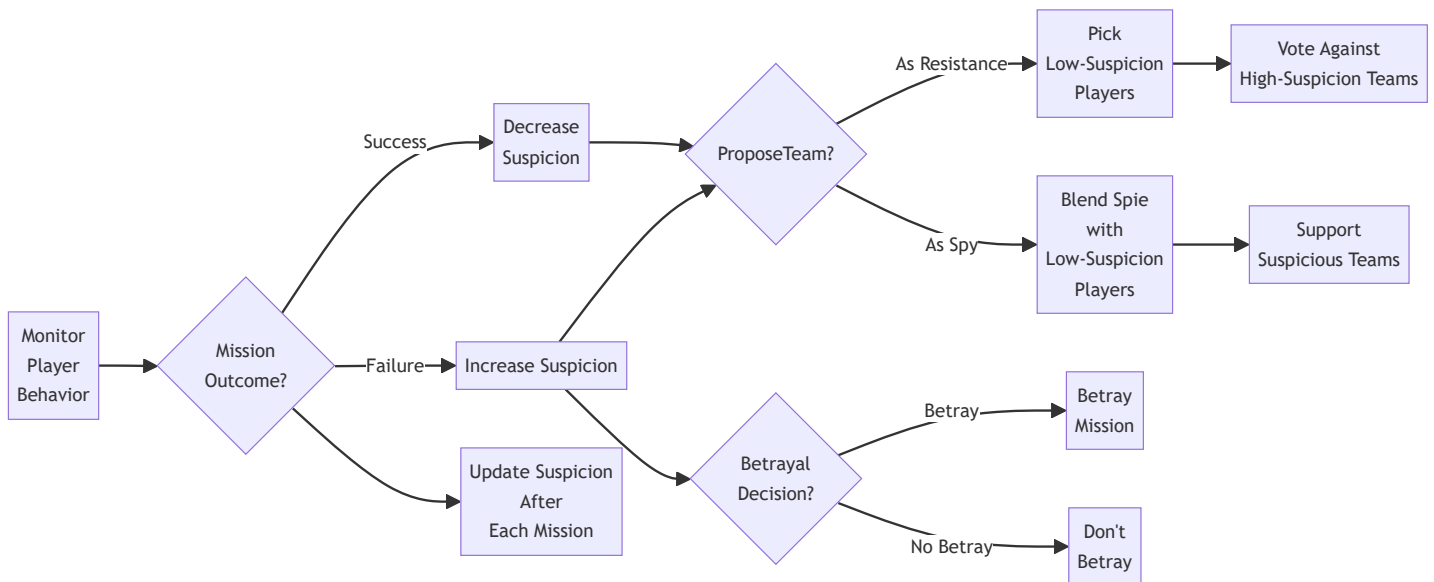 Monitor
Player
Behavior
Mission
Outcome?
Success
Failure
Decrease
Suspicion
Increase Suspicion
Update Suspicion
After
Each Mission
ProposeTeam?
As Resistance
As Spy
Pick
Low-Suspicion
Players
Vote Against
High-Suspicion Teams
Blend Spie
with
Low-Suspicion
Players
Support
Suspicious Teams
Betrayal
Decision?
Betray
No Betray
Betray
Mission
Don't
Betray